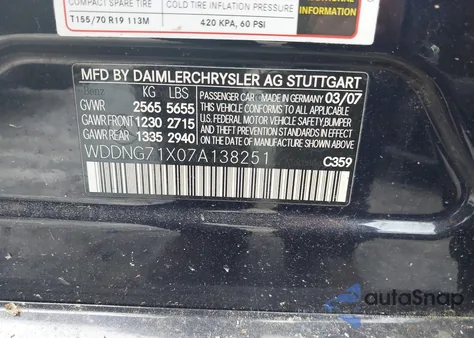 COMPACT SPARE TIRE COLD TIRE INFLATION PRESSURE
T155/70 R19 113M 420 KPA, 60 PSI
ADDITIONAL
INFORMATION
MFD BY DAIMLERCHRYSLER AG STUTTGART
KG LBS PASSENGER CAR - MADE IN GERMANY 03/07
GVWR 2565 5655 THIS VEHICLE CONFORMS TO ALL APPLICABLE
GAWR FRONT 1230 2715 U.S. FEDERAL MOTOR VEHICLE SAFETY, BUMPER,
GAWR REAR 1335 2940 AND THEFT PREVENTION STANDARDS IN EFFECT
ON THE DATE OF MANUFACTURE SHOWN ABOVE.
WDDNG71X07A138251
C359
autoSnap